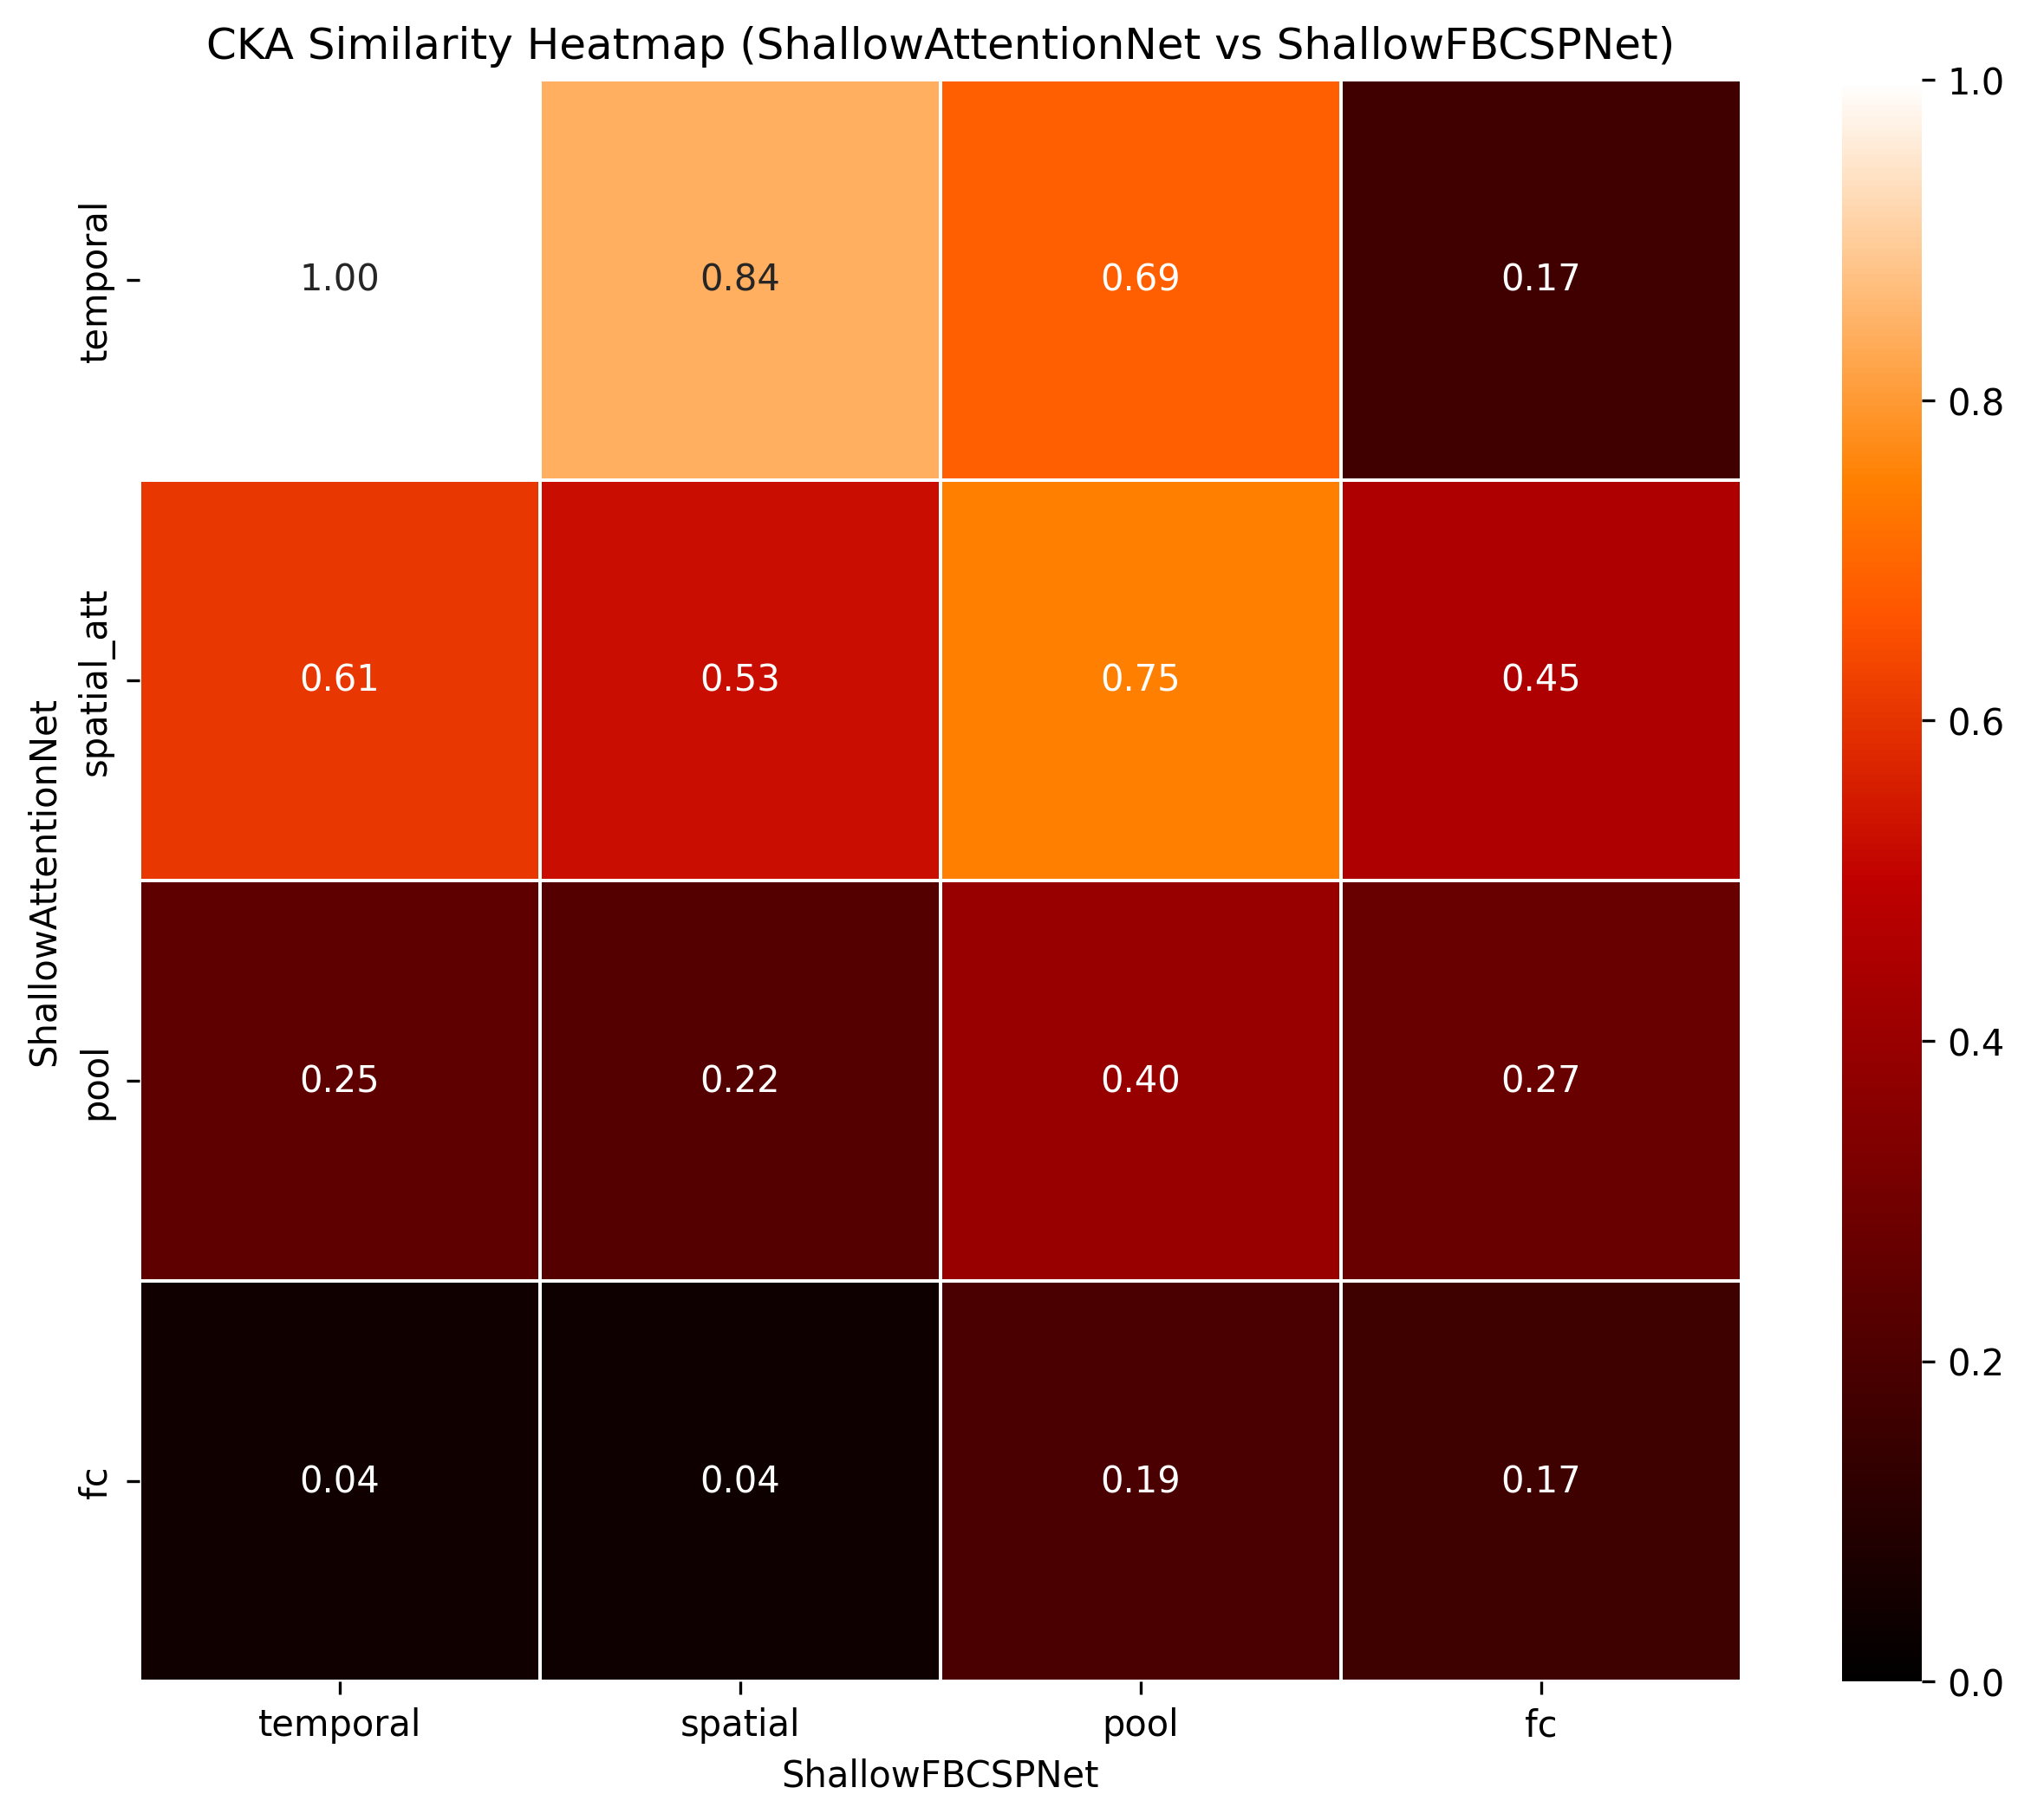 CKA Similarity Heatmap (ShallowAttentionNet vs ShallowFBCSPNet)
ShallowAttentionNet
temporal
1.00 0.84 0.69 0.17
spatial_att
0.61 0.53 0.75 0.45
pool
0.25 0.22 0.40 0.27
fc
0.04 0.04 0.19 0.17
temporal spatial pool fc
ShallowFBCSPNet
1.0
0.8
0.6
0.4
0.2
0.0